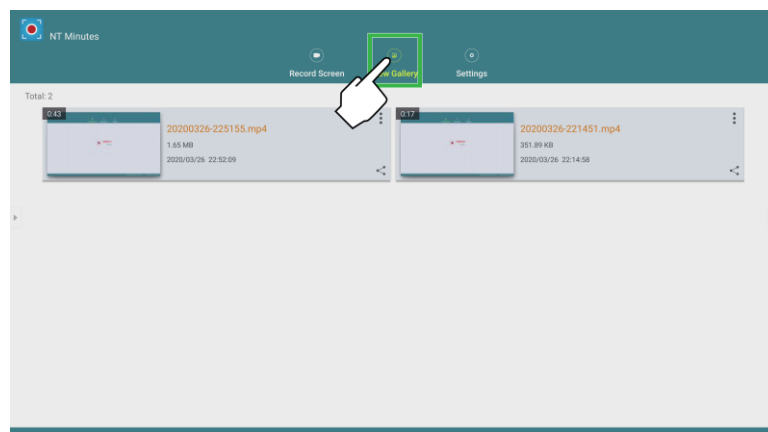 NT Minutes
Record Screen
Gallery
Settings
Total: 2
0:43
20200326-225155.mp4
1.65 MB
2020/03/26 22:52:09
0:17
20200326-221451.mp4
351.89 KB
2020/03/26 22:14:58